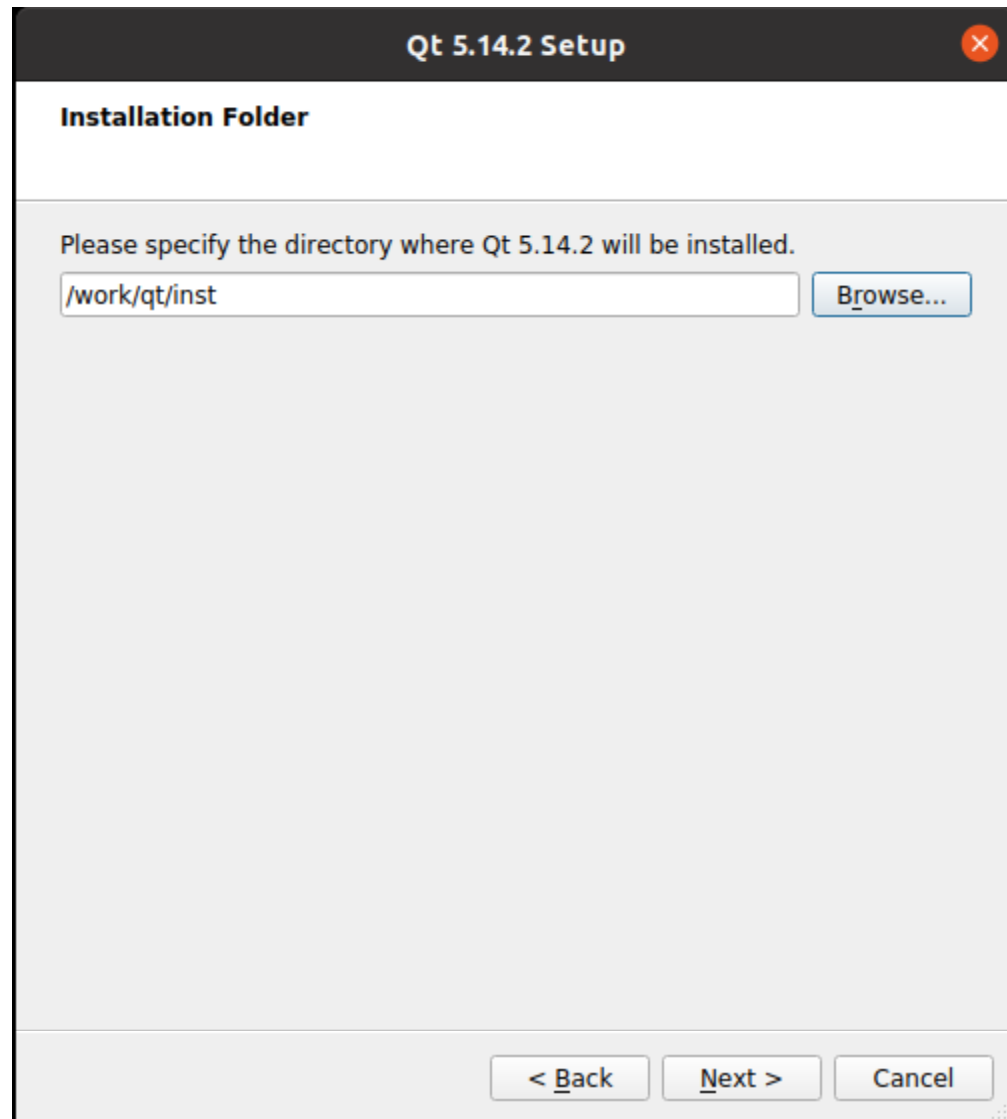 Qt 5.14.2 Setup
Installation Folder
Please specify the directory where Qt 5.14.2 will be installed.
/work/qt/inst
Browse...
< Back
Next >
Cancel